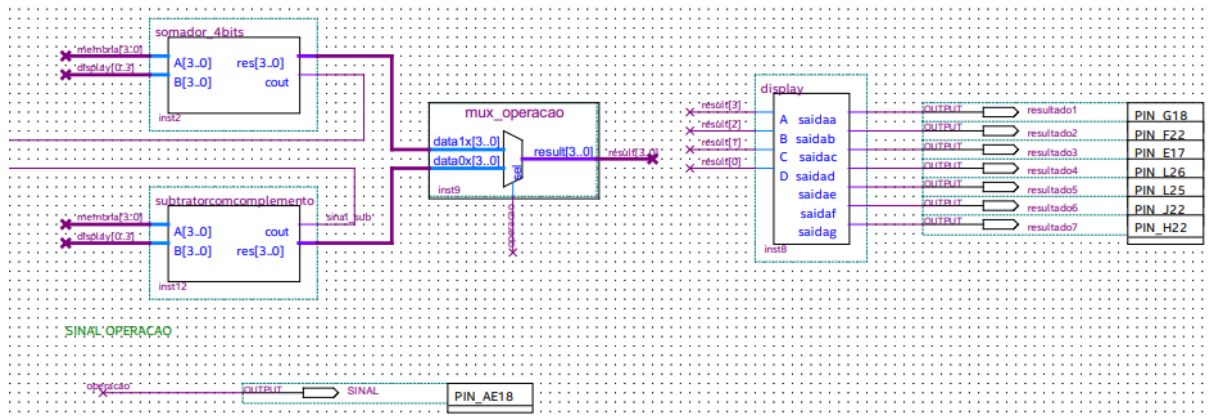 somador_4bits
memoria[3..0]
display[0..3]
A[3..0]
B[3..0]
res[3..0]
cout
inst2
subtratorcomcomplemento
memoria[3..0]
display[0..3]
A[3..0]
B[3..0]
cout
res[3..0]
sinal_sub
inst12
mux_operacao
data1x[3..0]
data0x[3..0]
result[3..0]
sel
inst9
result[3..0]
operacao
result[3]
result[2]
result[1]
result[0]
display
A saidaa
B saidab
C saidac
D saidad
saidae
saidaf
saidag
inst8
OUTPUT resultado1 PIN_G18
OUTPUT resultado2 PIN_F22
OUTPUT resultado3 PIN_E17
OUTPUT resultado4 PIN_L26
OUTPUT resultado5 PIN_L25
OUTPUT resultado6 PIN_J22
OUTPUT resultado7 PIN_H22
SINAL OPERACAO
operacao OUTPUT SINAL PIN_AE18